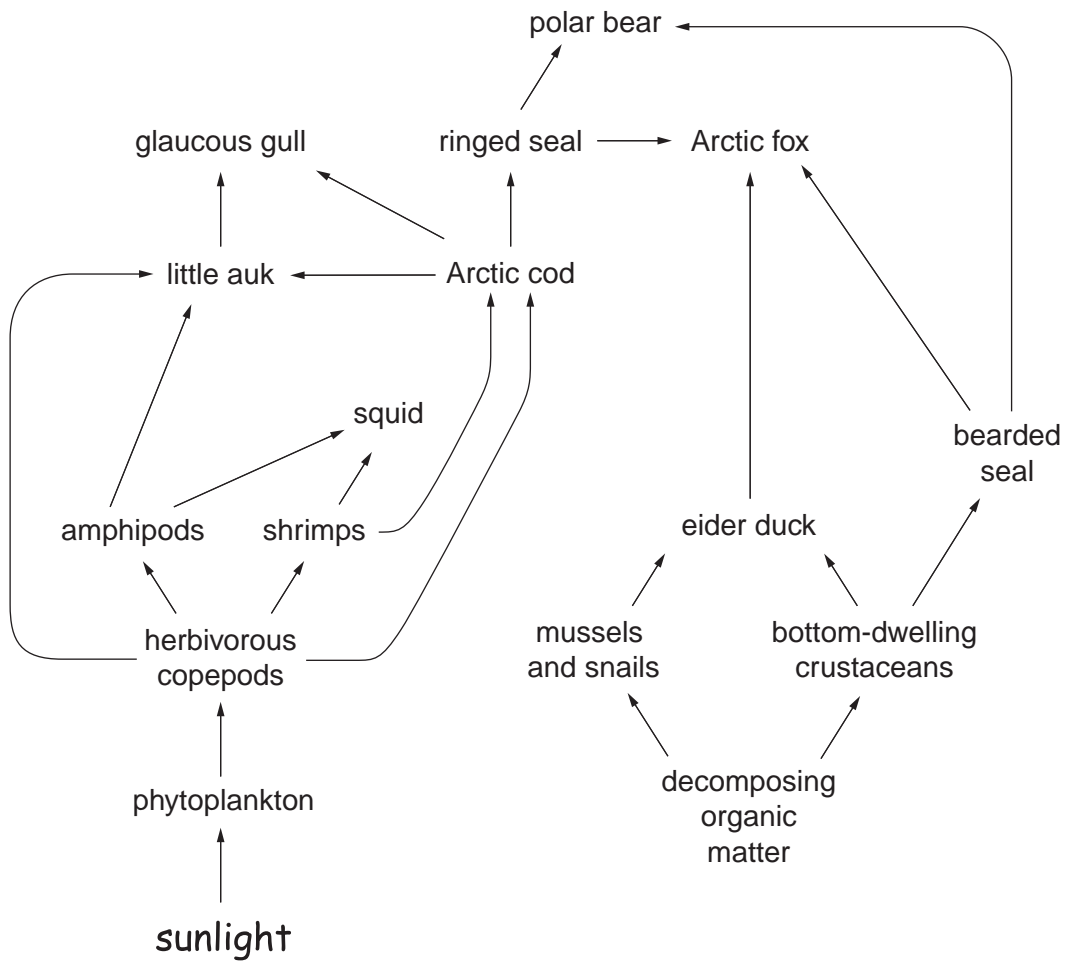 polar bear
glaucous gull
ringed seal
Arctic fox
little auk
Arctic cod
squid
bearded
seal
amphipods
shrimps
eider duck
herbivorous
copepods
mussels
and snails
bottom-dwelling
crustaceans
phytoplankton
decomposing
organic
matter
sunlight